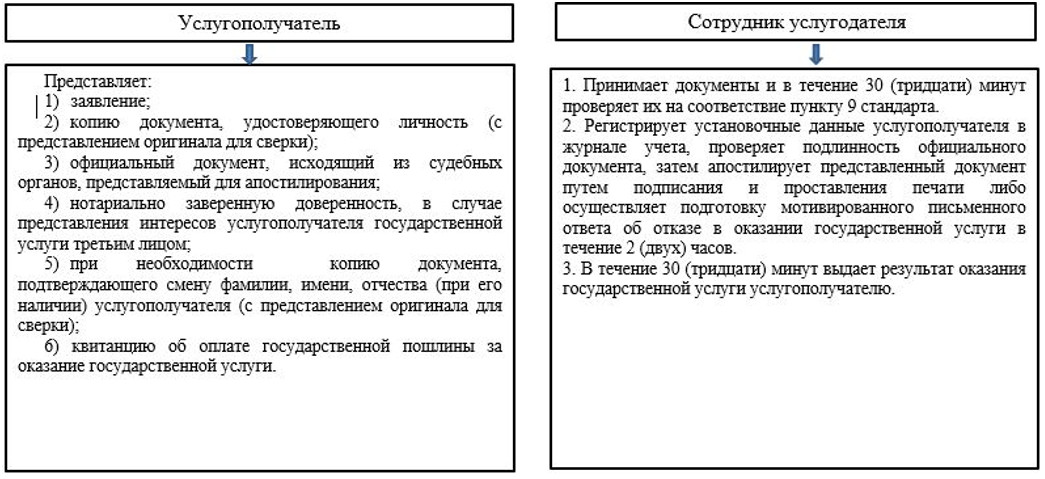 Услугополучатель
Представляет:
1) заявление;
2) копию документа, удостоверяющего личность (с
представлением оригинала для сверки);
3) официальный документ, исходящий из судебных
органов, представляемый для апостилирования;
4) нотариально заверенную доверенность, в случае
представления интересов услугополучателя государственной
услуги третьим лицом;
5) при необходимости копию документа,
подтверждающего смену фамилии, имени, отчества (при его
наличии) услугополучателя (с представлением оригинала для
сверки);
6) квитанцию об оплате государственной пошлины за
оказание государственной услуги.
Сотрудник услугодателя
1. Принимает документы и в течение 30 (тридцати) минут
проверяет их на соответствие пункту 9 стандарта.
2. Регистрирует установочные данные услугополучателя в
журнале учета, проверяет подлинность официального
документа, затем апостилирует представленный документ
путем подписания и проставления печати либо
осуществляет подготовку мотивированного письменного
ответа об отказе в оказании государственной услуги в
течение 2 (двух) часов.
3. В течение 30 (тридцати) минут выдает результат оказания
государственной услуги услугополучателю.